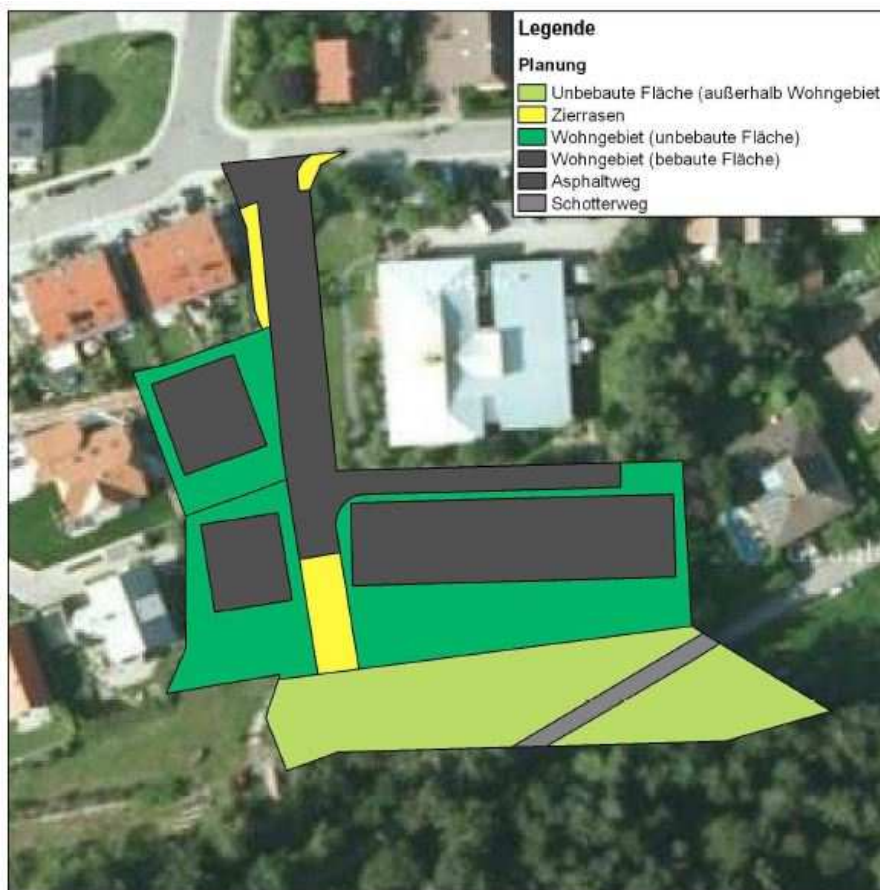 Legende
Planung
Unbebaute Fläche (außerhalb Wohngebiet
Zierrasen
Wohngebiet (unbebaute Fläche)
Wohngebiet (bebaute Fläche)
Asphaltweg
Schotterweg